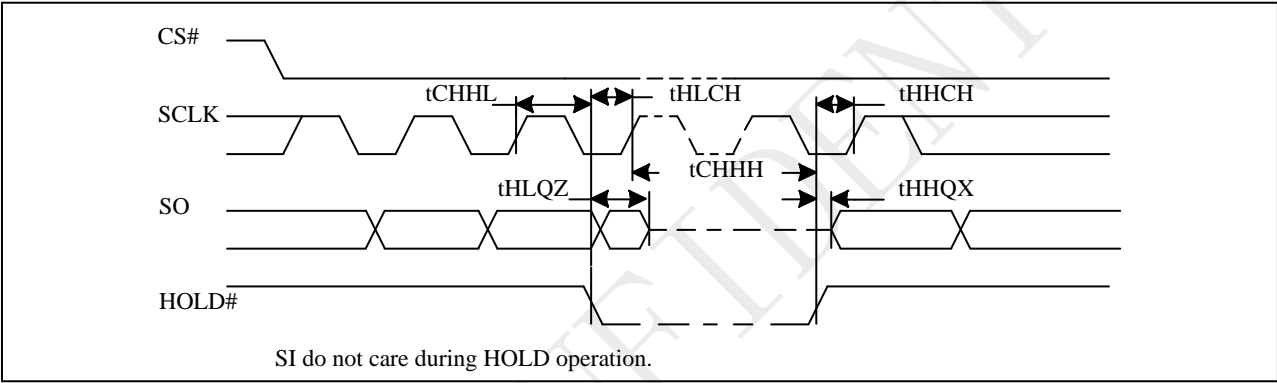 CS#
tCHHL tHLCH tHHCH
SCLK
tCHHH
tHLQZ tHHQX
SO
HOLD#
SI do not care during HOLD operation.